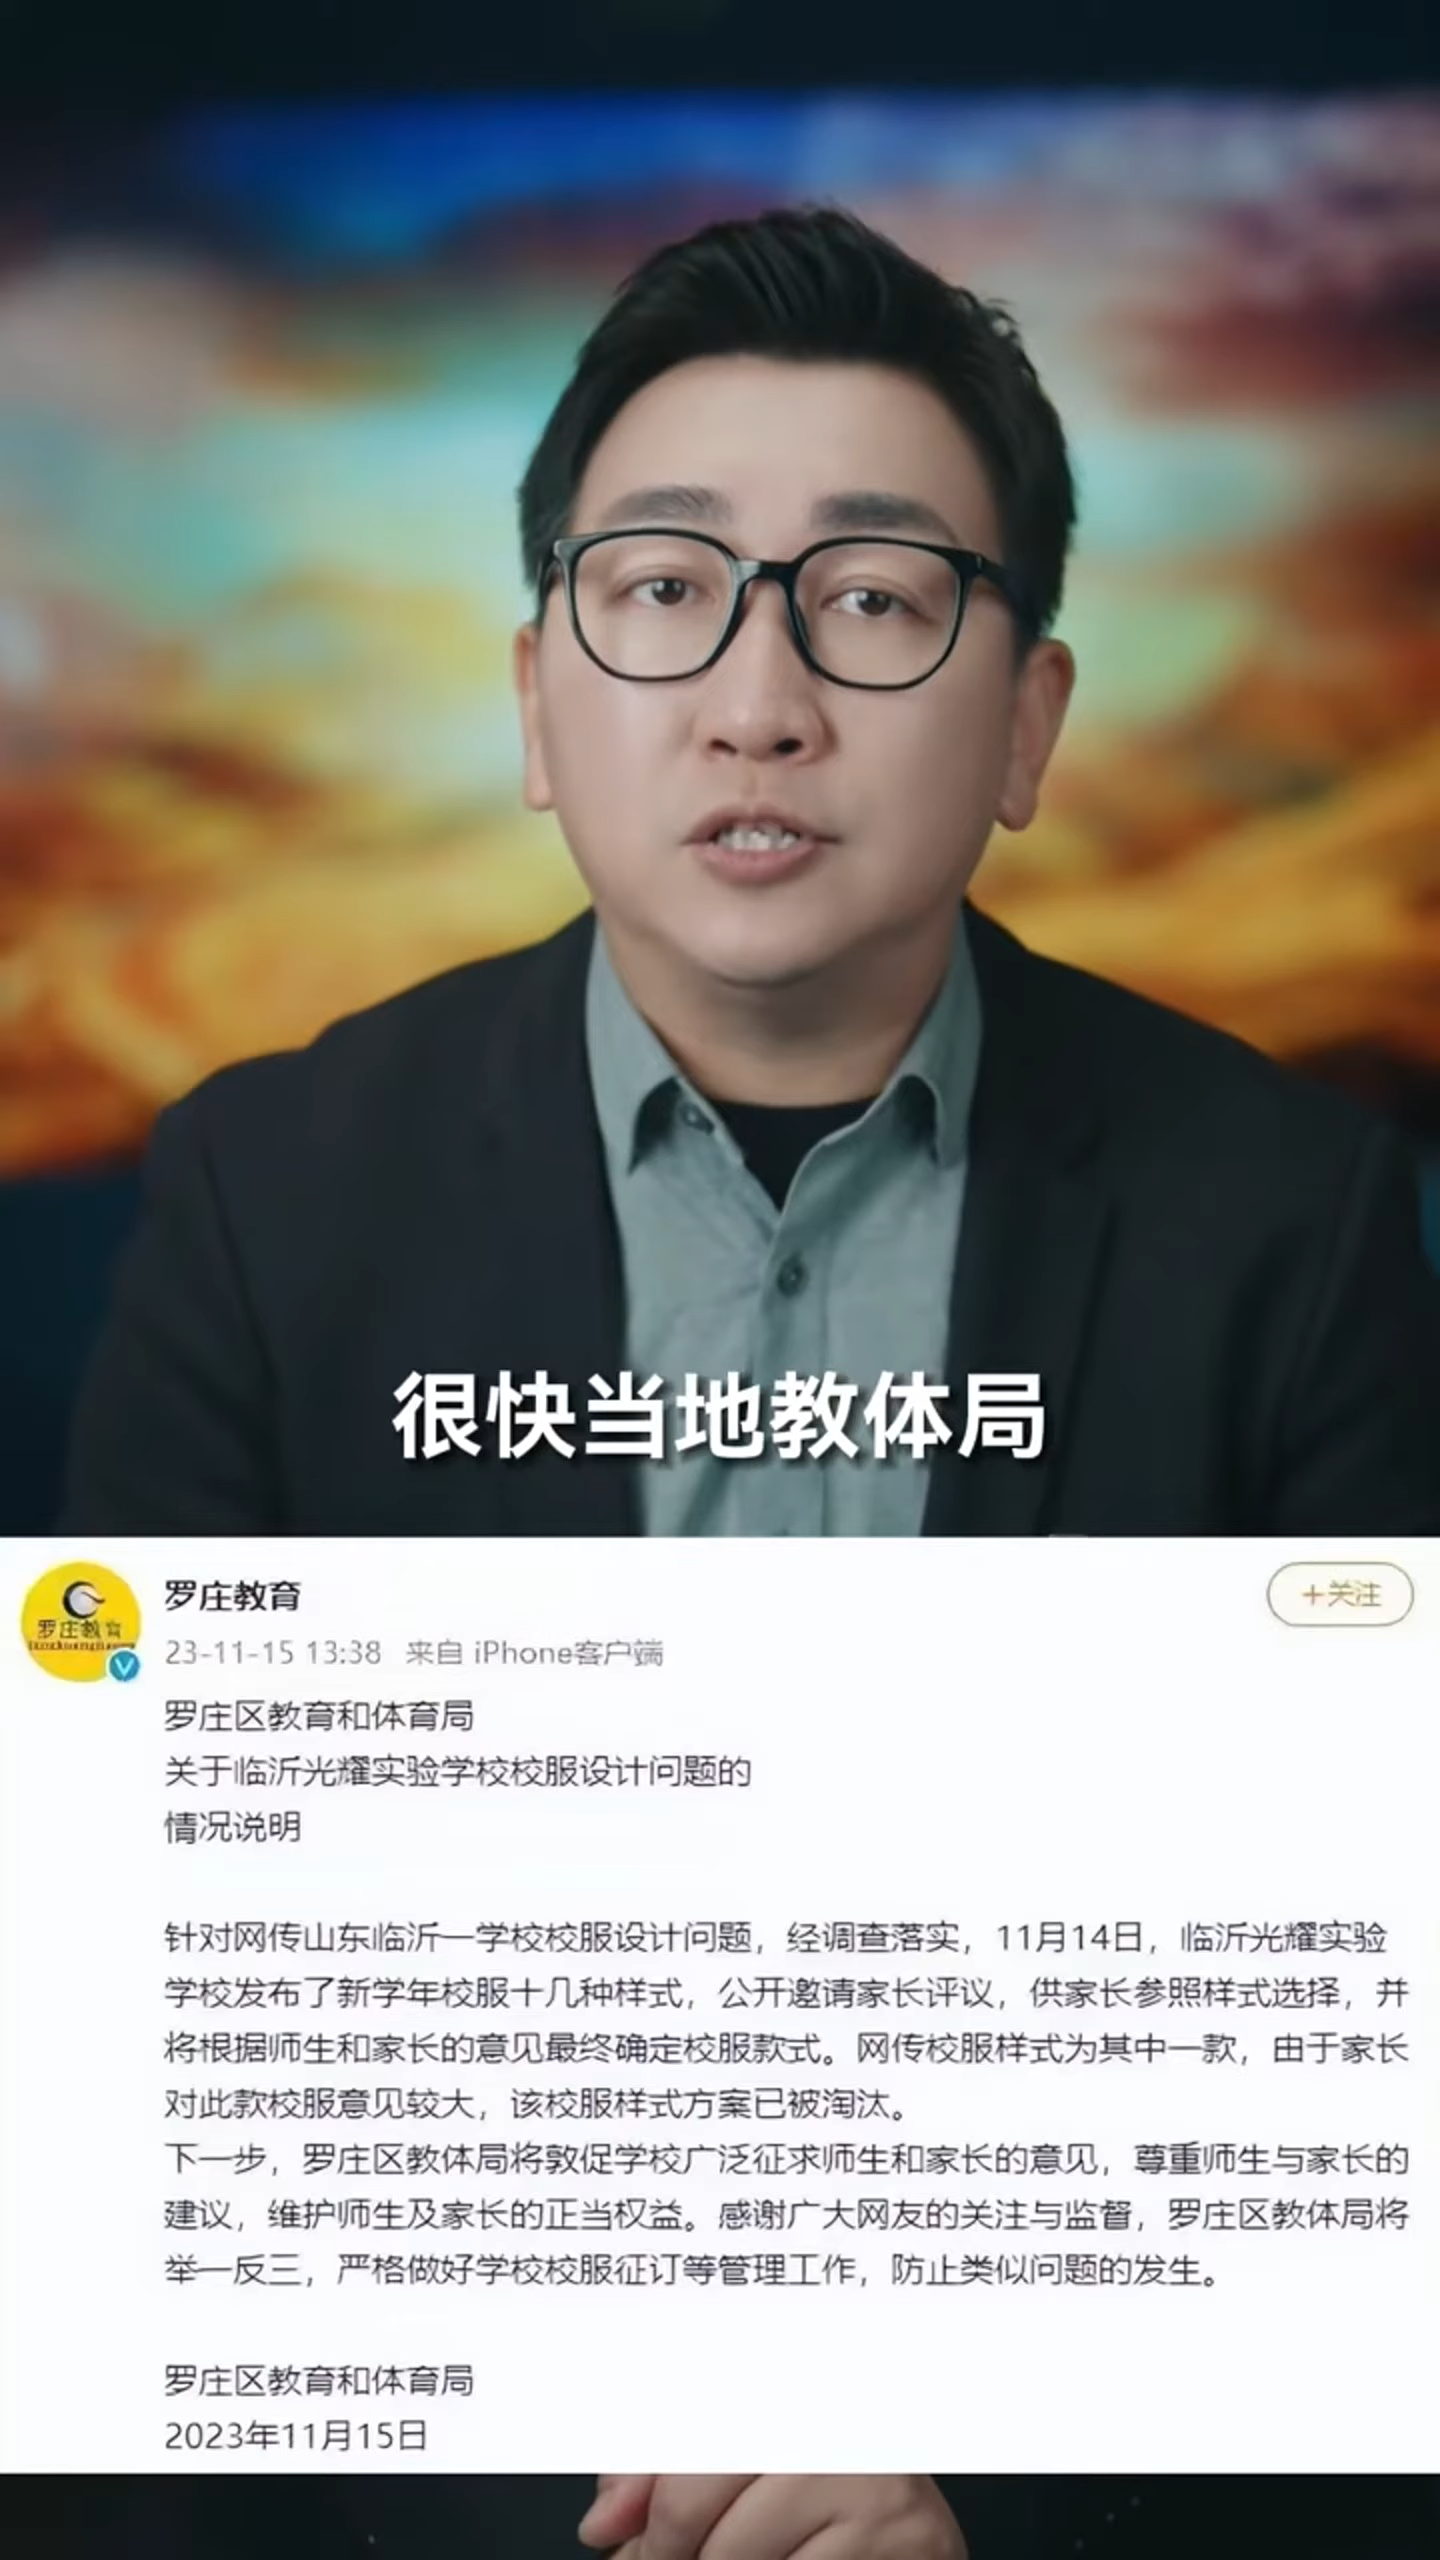 很快当地教体局
罗庄教育
+关注
罗庄教育
23-11-15 13:38 来自 iPhone客户端
罗庄区教育和体育局
关于临沂光耀实验学校校服设计问题的
情况说明
针对网传山东临沂一学校校服设计问题，经调查落实，11月14日，临沂光耀实验
学校发布了新学年校服十几种样式，公开邀请家长评议，供家长参照样式选择，并
将根据师生和家长的意见最终确定校服款式。网传校服样式为其中一款，由于家长
对此款校服意见较大，该校服样式方案已被淘汰。
下一步，罗庄区教体局将敦促学校广泛征求师生和家长的意见，尊重师生与家长的
建议，维护师生及家长的正当权益。感谢广大网友的关注与监督，罗庄区教体局将
举一反三，严格做好学校校服征订等管理工作，防止类似问题的发生。
罗庄区教育和体育局
2023年11月15日